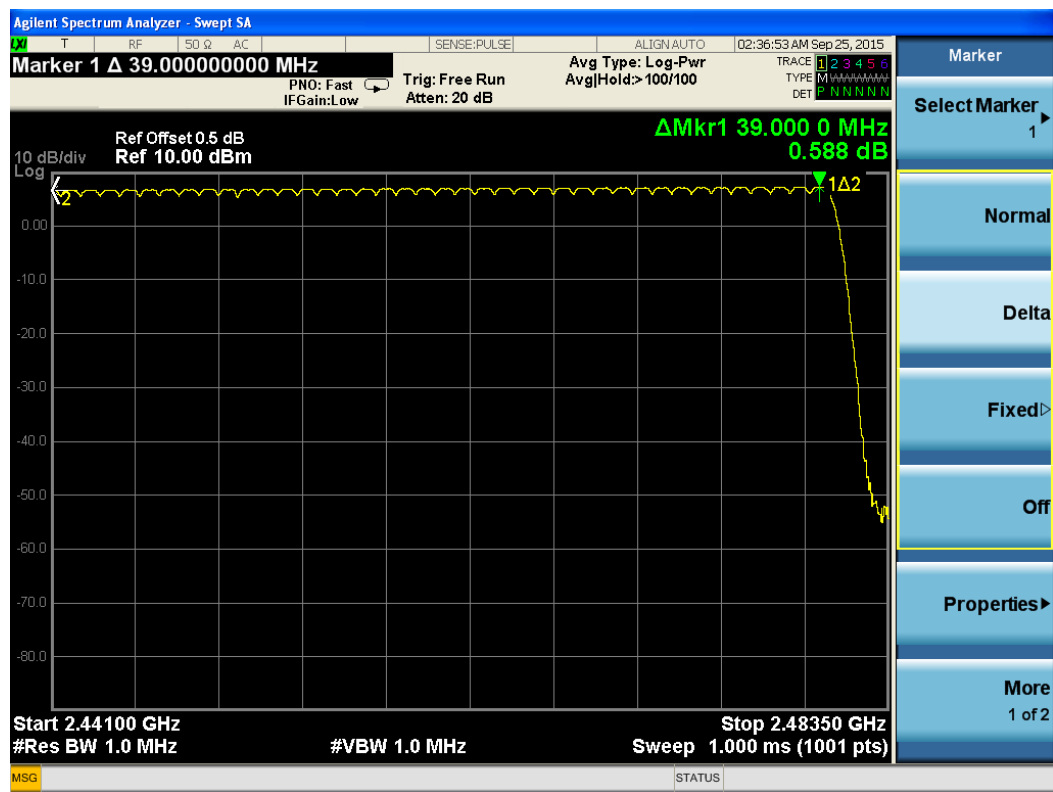 Agilent Spectrum Analyzer - Swept SA
LXI T RF 50 Ω AC SENSE:PULSE ALIGN AUTO 02:36:53 AM Sep 25, 2015
Marker 1 Δ 39.000000000 MHz
PNO: Fast
IFGain:Low
Trig: Free Run
Atten: 20 dB
Avg Type: Log-Pwr
Avg|Hold:>100/100
TRACE 1 2 3 4 5 6
TYPE M
DET P N N N N N
ΔMkr1 39.000 0 MHz
0.588 dB
Ref Offset 0.5 dB
10 dB/div Ref 10.00 dBm
Log
1Δ2
2
0.00
-10.0
-20.0
-30.0
-40.0
-50.0
-60.0
-70.0
-80.0
Start 2.44100 GHz Stop 2.48350 GHz
#Res BW 1.0 MHz #VBW 1.0 MHz Sweep 1.000 ms (1001 pts)
MSG STATUS
Marker
Select Marker
1
Normal
Delta
Fixed
Off
Properties
More
1 of 2